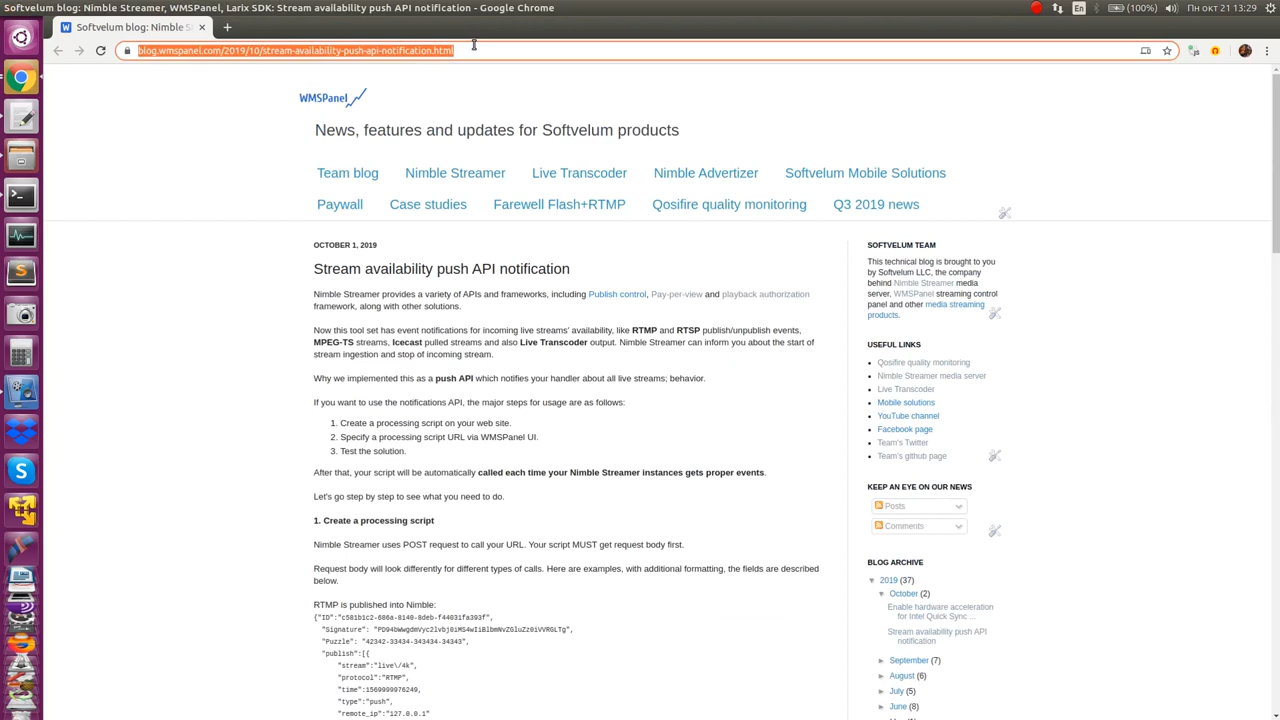 Softvelum blog: Nimble Streamer, Larix mobile apps, WMSPanel: Stream availability push API notification - Google Chrome
En
(100%)
Пн окт 21 13:29
Softvelum blog: Nimble S
blog.wmspanel.com/2019/10/stream-availability-push-api-notification.html
WMSPanel
News, features and updates for Softvelum products
Team blog
Nimble Streamer
Live Transcoder
Nimble Advertizer
Softvelum Mobile Solutions
Paywall
Case studies
Farewell Flash+RTMP
Qosifire quality monitoring
Q3 2019 news
OCTOBER 1, 2019
Stream availability push API notification
Nimble Streamer provides a variety of APIs and frameworks, including Publish control, Pay-per-view and playback authorization
framework, along with other solutions.
Now this tool set has event notifications for incoming live streams' availability, like RTMP and RTSP publish/unpublish events,
MPEG-TS streams, Icecast pulled streams and also Live Transcoder output. Nimble Streamer can inform you about the start of
stream ingestion and stop of incoming stream.
Why we implemented this as a push API which notifies your handler about all live streams; behavior.
If you want to use the notifications API, the major steps for usage are as follows:
1. Create a processing script on your web site.
2. Specify a processing script URL via WMSPanel UI.
3. Test the solution.
After that, your script will be automatically called each time your Nimble Streamer instances gets proper events.
Let's go step by step to see what you need to do.
1. Create a processing script
Nimble Streamer uses POST request to call your URL. Your script MUST get request body first.
Request body will look differently for different types of calls. Here are examples, with additional formatting, the fields are described
below.
RTMP is published into Nimble:
{"ID":"c581b1c2-686a-8140-8deb-f44031fa393f",
"Signature": "PD94bWwgdmVyc2lvbj0iMS4wIiBlbmNvZGluZz0iVVRGLTg",
"Puzzle": "42342-33434-343434-34343",
"publish":[{
"stream":"live\/4k",
"protocol":"RTMP",
"time":1569999976249,
"type":"push",
"remote_ip":"127.0.0.1"
SOFTVELUM TEAM
This technical blog is brought to you
by Softvelum LLC, the company
behind Nimble Streamer media
server, WMSPanel streaming control
panel and other media streaming
products.
USEFUL LINKS
Qosifire quality monitoring
Nimble Streamer media server
Live Transcoder
Mobile solutions
YouTube channel
Facebook page
Team's Twitter
Team's github page
KEEP AN EYE ON OUR NEWS
Posts
Comments
BLOG ARCHIVE
▼ 2019 (37)
▼ October (2)
Enable hardware acceleration
for Intel Quick Sync ...
Stream availability push API
notification
► September (7)
► August (6)
► July (5)
► June (8)